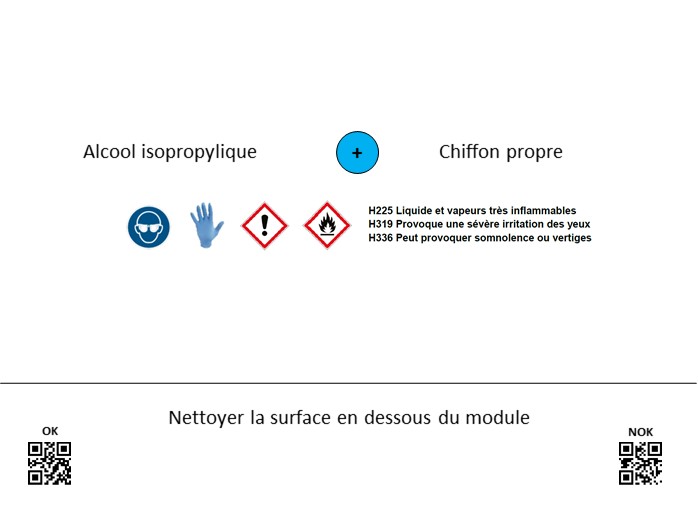 Alcool isopropylique + Chiffon propre
H225 Liquide et vapeurs très inflammables
H319 Provoque une sévère irritation des yeux
H336 Peut provoquer somnolence ou vertiges
Nettoyer la surface en dessous du module
OK
NOK